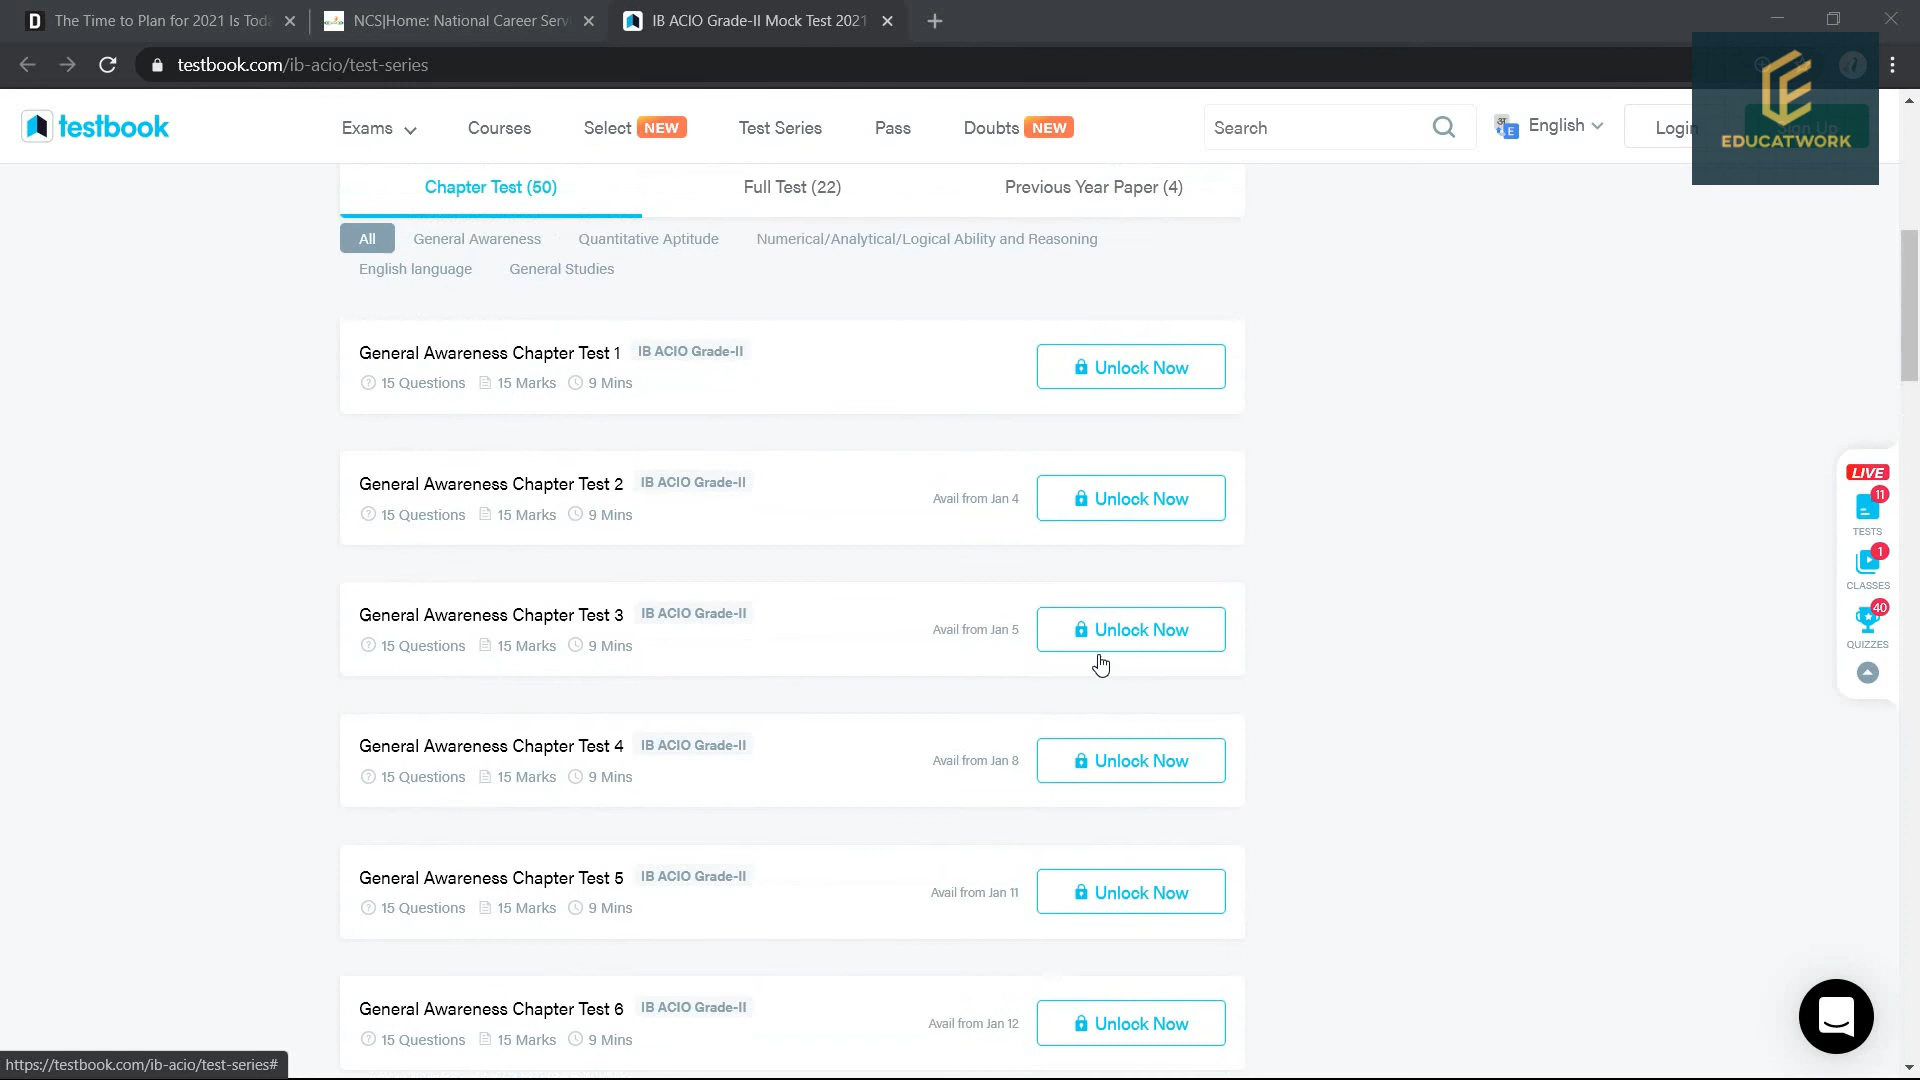 The Time to Plan for 2021 Is Toda
NCS|Home: National Career Serv
IB ACIO Grade-II Mock Test 2021
testbook.com/ib-acio/test-series
testbook
Exams
Courses
Select NEW
Test Series
Pass
Doubts NEW
Search
English
Login
Sign Up
EDUCATWORK
Chapter Test (50)
Full Test (22)
Previous Year Paper (4)
All
General Awareness
Quantitative Aptitude
Numerical/Analytical/Logical Ability and Reasoning
English language
General Studies
General Awareness Chapter Test 1 IB ACIO Grade-II
15 Questions 15 Marks 9 Mins
Unlock Now
General Awareness Chapter Test 2 IB ACIO Grade-II
15 Questions 15 Marks 9 Mins
Avail from Jan 4
Unlock Now
General Awareness Chapter Test 3 IB ACIO Grade-II
15 Questions 15 Marks 9 Mins
Avail from Jan 5
Unlock Now
General Awareness Chapter Test 4 IB ACIO Grade-II
15 Questions 15 Marks 9 Mins
Avail from Jan 8
Unlock Now
General Awareness Chapter Test 5 IB ACIO Grade-II
15 Questions 15 Marks 9 Mins
Avail from Jan 11
Unlock Now
General Awareness Chapter Test 6 IB ACIO Grade-II
15 Questions 15 Marks 9 Mins
Avail from Jan 12
Unlock Now
LIVE
11
TESTS
1
CLASSES
40
QUIZZES
https://testbook.com/ib-acio/test-series#